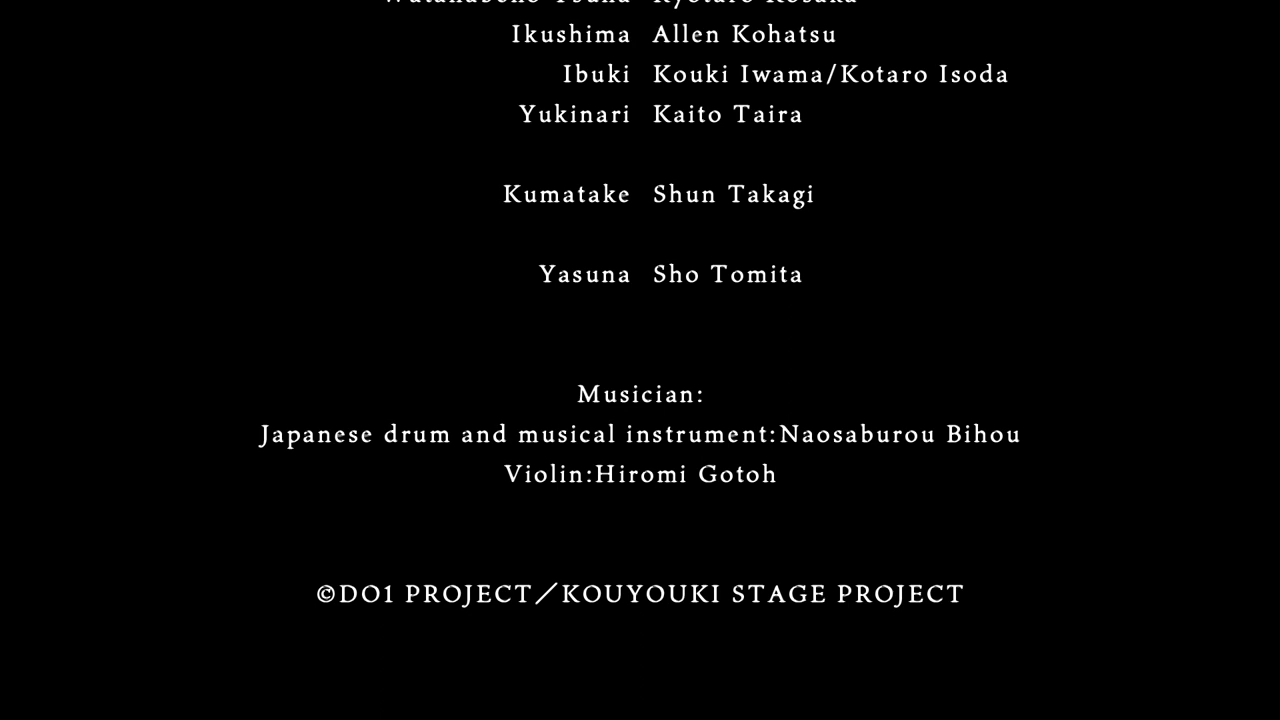 Ikushima Allen Kohatsu
Ibuki Kouki Iwama/Kotaro Isoda
Yukinari Kaito Taira
Kumatake Shun Takagi
Yasuna Sho Tomita
Musician:
Japanese drum and musical instrument:Naosaburou Bihou
Violin:Hiromi Gotoh
©DO1 PROJECT／KOUYOUKI STAGE PROJECT